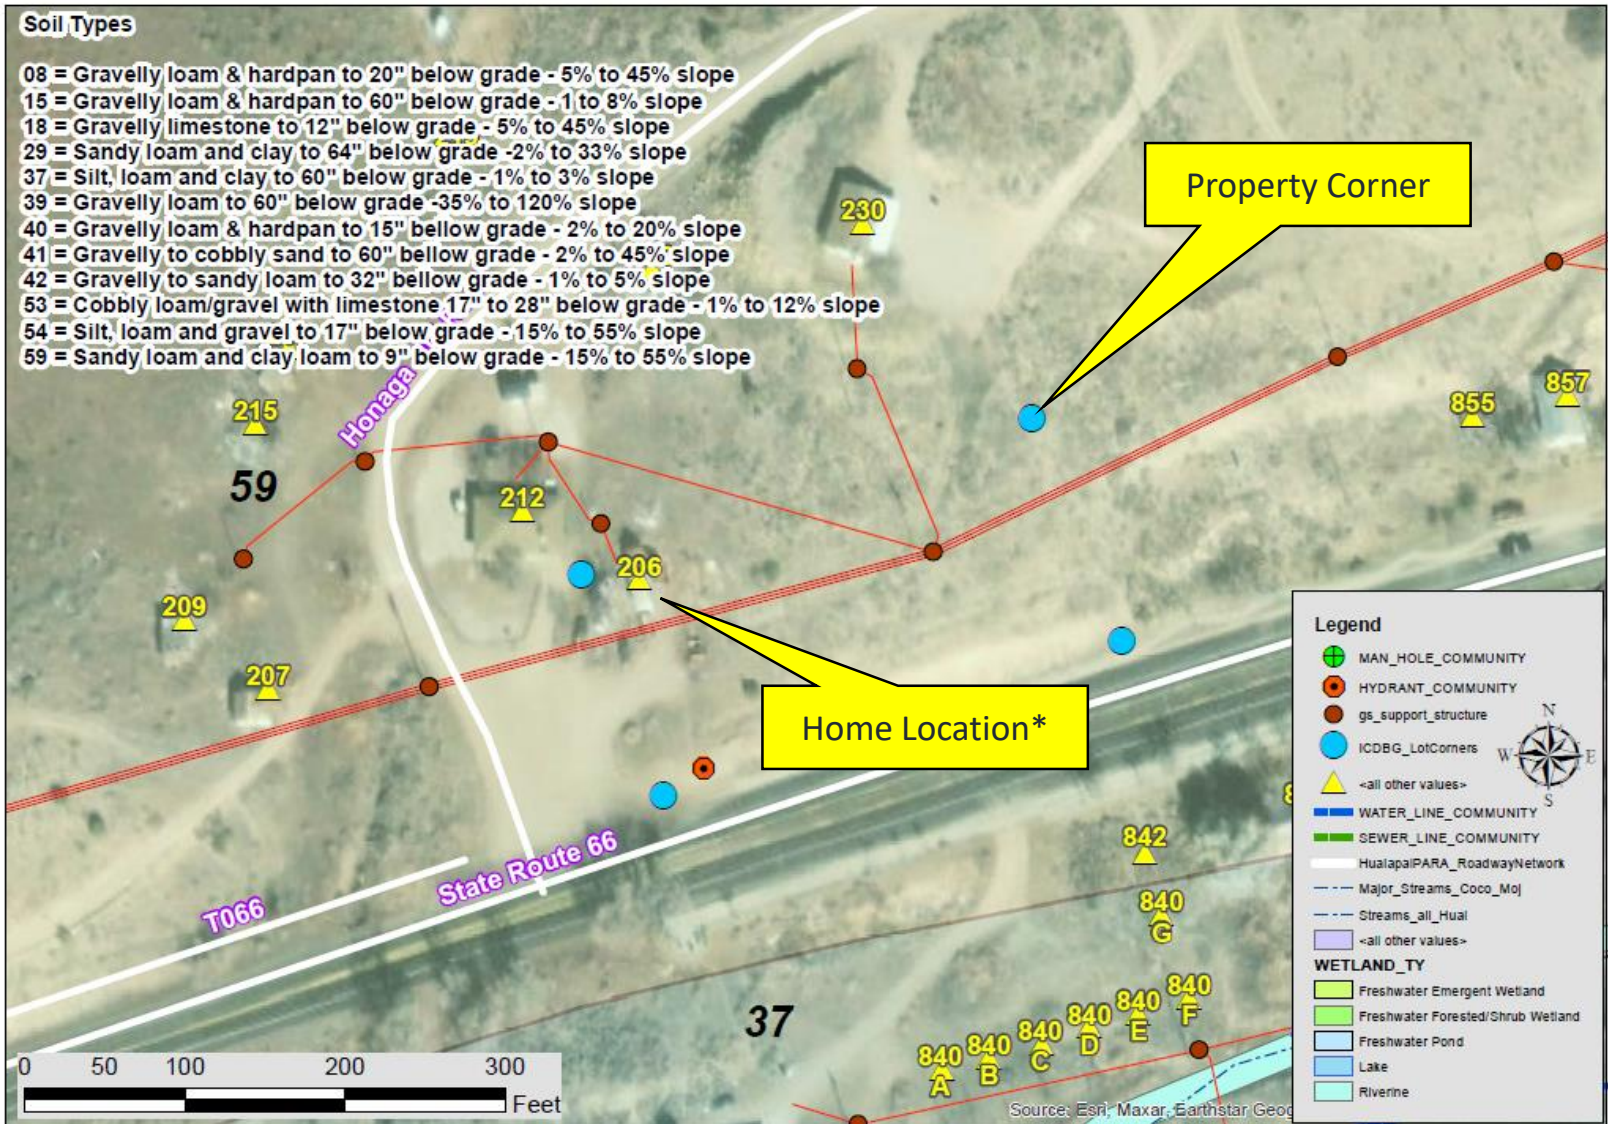 Soil Types
08 = Gravelly loam & hardpan to 20" below grade - 5% to 45% slope
15 = Gravelly loam & hardpan to 60" below grade - 1 to 8% slope
18 = Gravelly limestone to 12" below grade - 5% to 45% slope
29 = Sandy loam and clay to 64" below grade -2% to 33% slope
37 = Silt, loam and clay to 60" below grade - 1% to 3% slope
39 = Gravelly loam to 60" below grade -35% to 120% slope
40 = Gravelly loam & hardpan to 15" bellow grade - 2% to 20% slope
41 = Gravelly to cobbly sand to 60" bellow grade - 2% to 45% slope
42 = Gravelly to sandy loam to 32" bellow grade - 1% to 5% slope
53 = Cobbly loam/gravel with limestone 17" to 28" below grade - 1% to 12% slope
54 = Silt, loam and gravel to 17" below grade - 15% to 55% slope
59 = Sandy loam and clay loam to 9" below grade - 15% to 55% slope
Property Corner
230
857
855
215
Honaga
59
212
206
209
207
Home Location*
State Route 66
T066
842
840
G
840
F
840
E
840
D
840
C
840
B
840
A
37
Legend
MAN_HOLE_COMMUNITY
HYDRANT_COMMUNITY
gs_support_structure
ICDBG_LotCorners
<all other values>
WATER_LINE_COMMUNITY
SEWER_LINE_COMMUNITY
HualapaiPARA_RoadwayNetwork
Major_Streams_Coco_Moj
Streams_all_Hual
<all other values>
WETLAND_TY
Freshwater Emergent Wetland
Freshwater Forested/Shrub Wetland
Freshwater Pond
Lake
Riverine
N
W E
S
0 50 100 200 300
Feet
Source: Esri, Maxar, Earthstar Geog